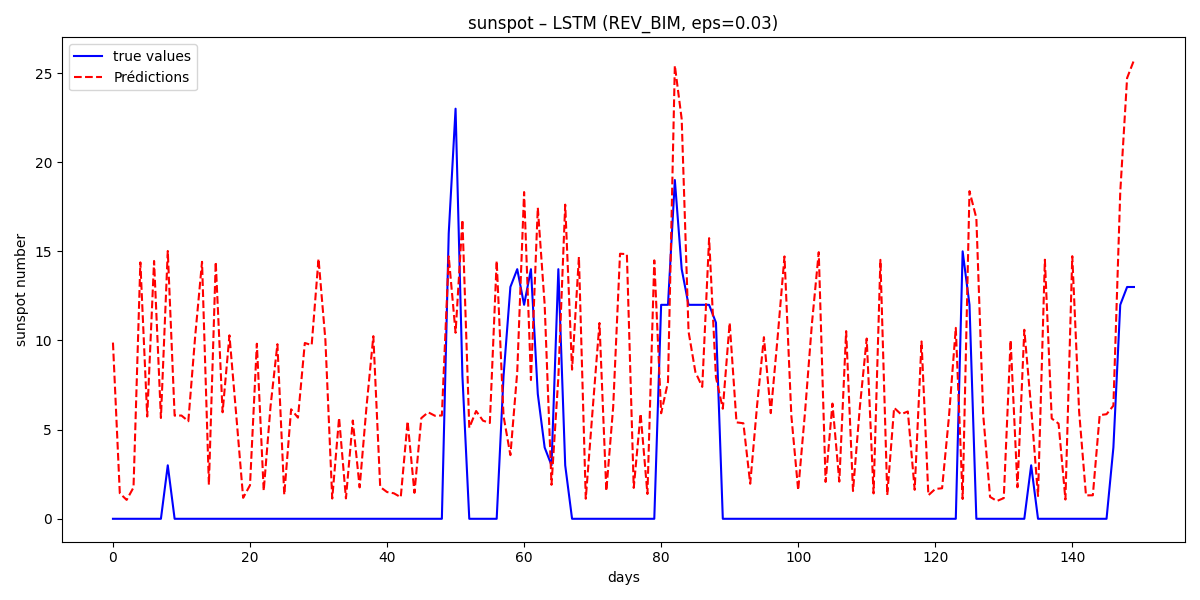 sunspot – LSTM (REV_BIM, eps=0.03)
true values
Prédictions
sunspot number
25
20
15
10
5
0
0 20 40 60 80 100 120 140
days